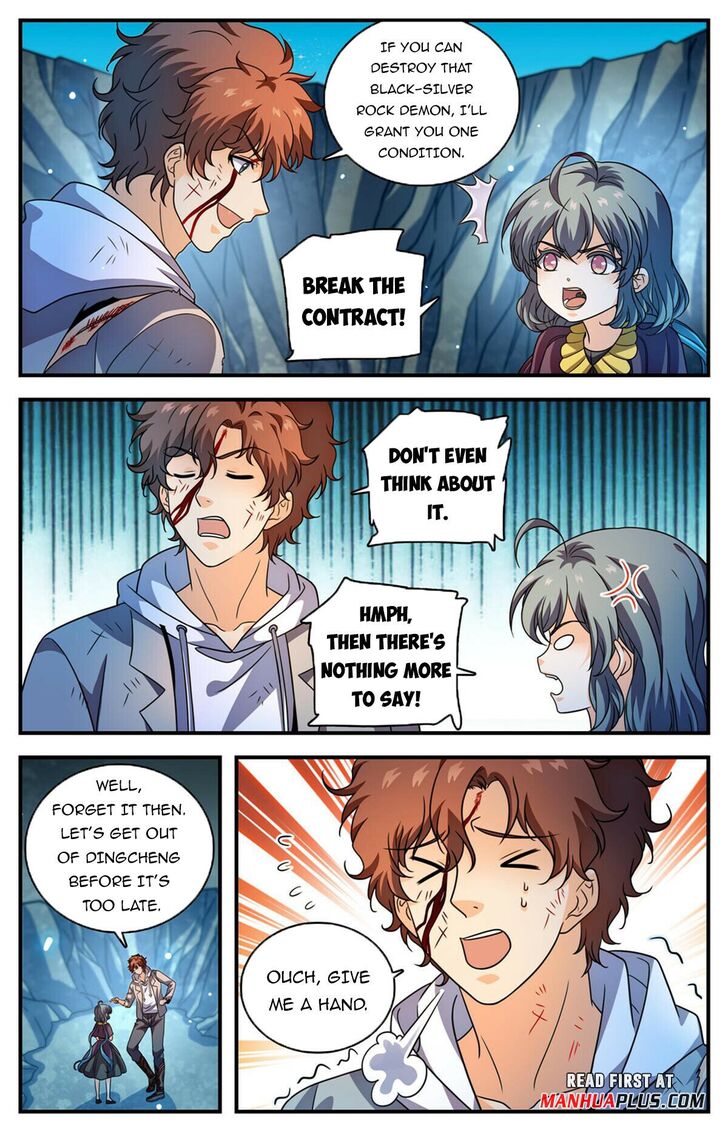 IF YOU CAN
DESTROY THAT
BLACK-SILVER
ROCK DEMON, I'LL
GRANT YOU ONE
CONDITION.
BREAK THE
CONTRACT!
DON'T EVEN
THINK ABOUT
IT.
HMPH,
THEN THERE'S
NOTHING MORE
TO SAY!
WELL,
FORGET IT THEN.
LET'S GET OUT
OF DINGCHENG
BEFORE IT'S
TOO LATE.
OUCH, GIVE
ME A HAND.
READ FIRST AT
MANHUAPLUS.COM